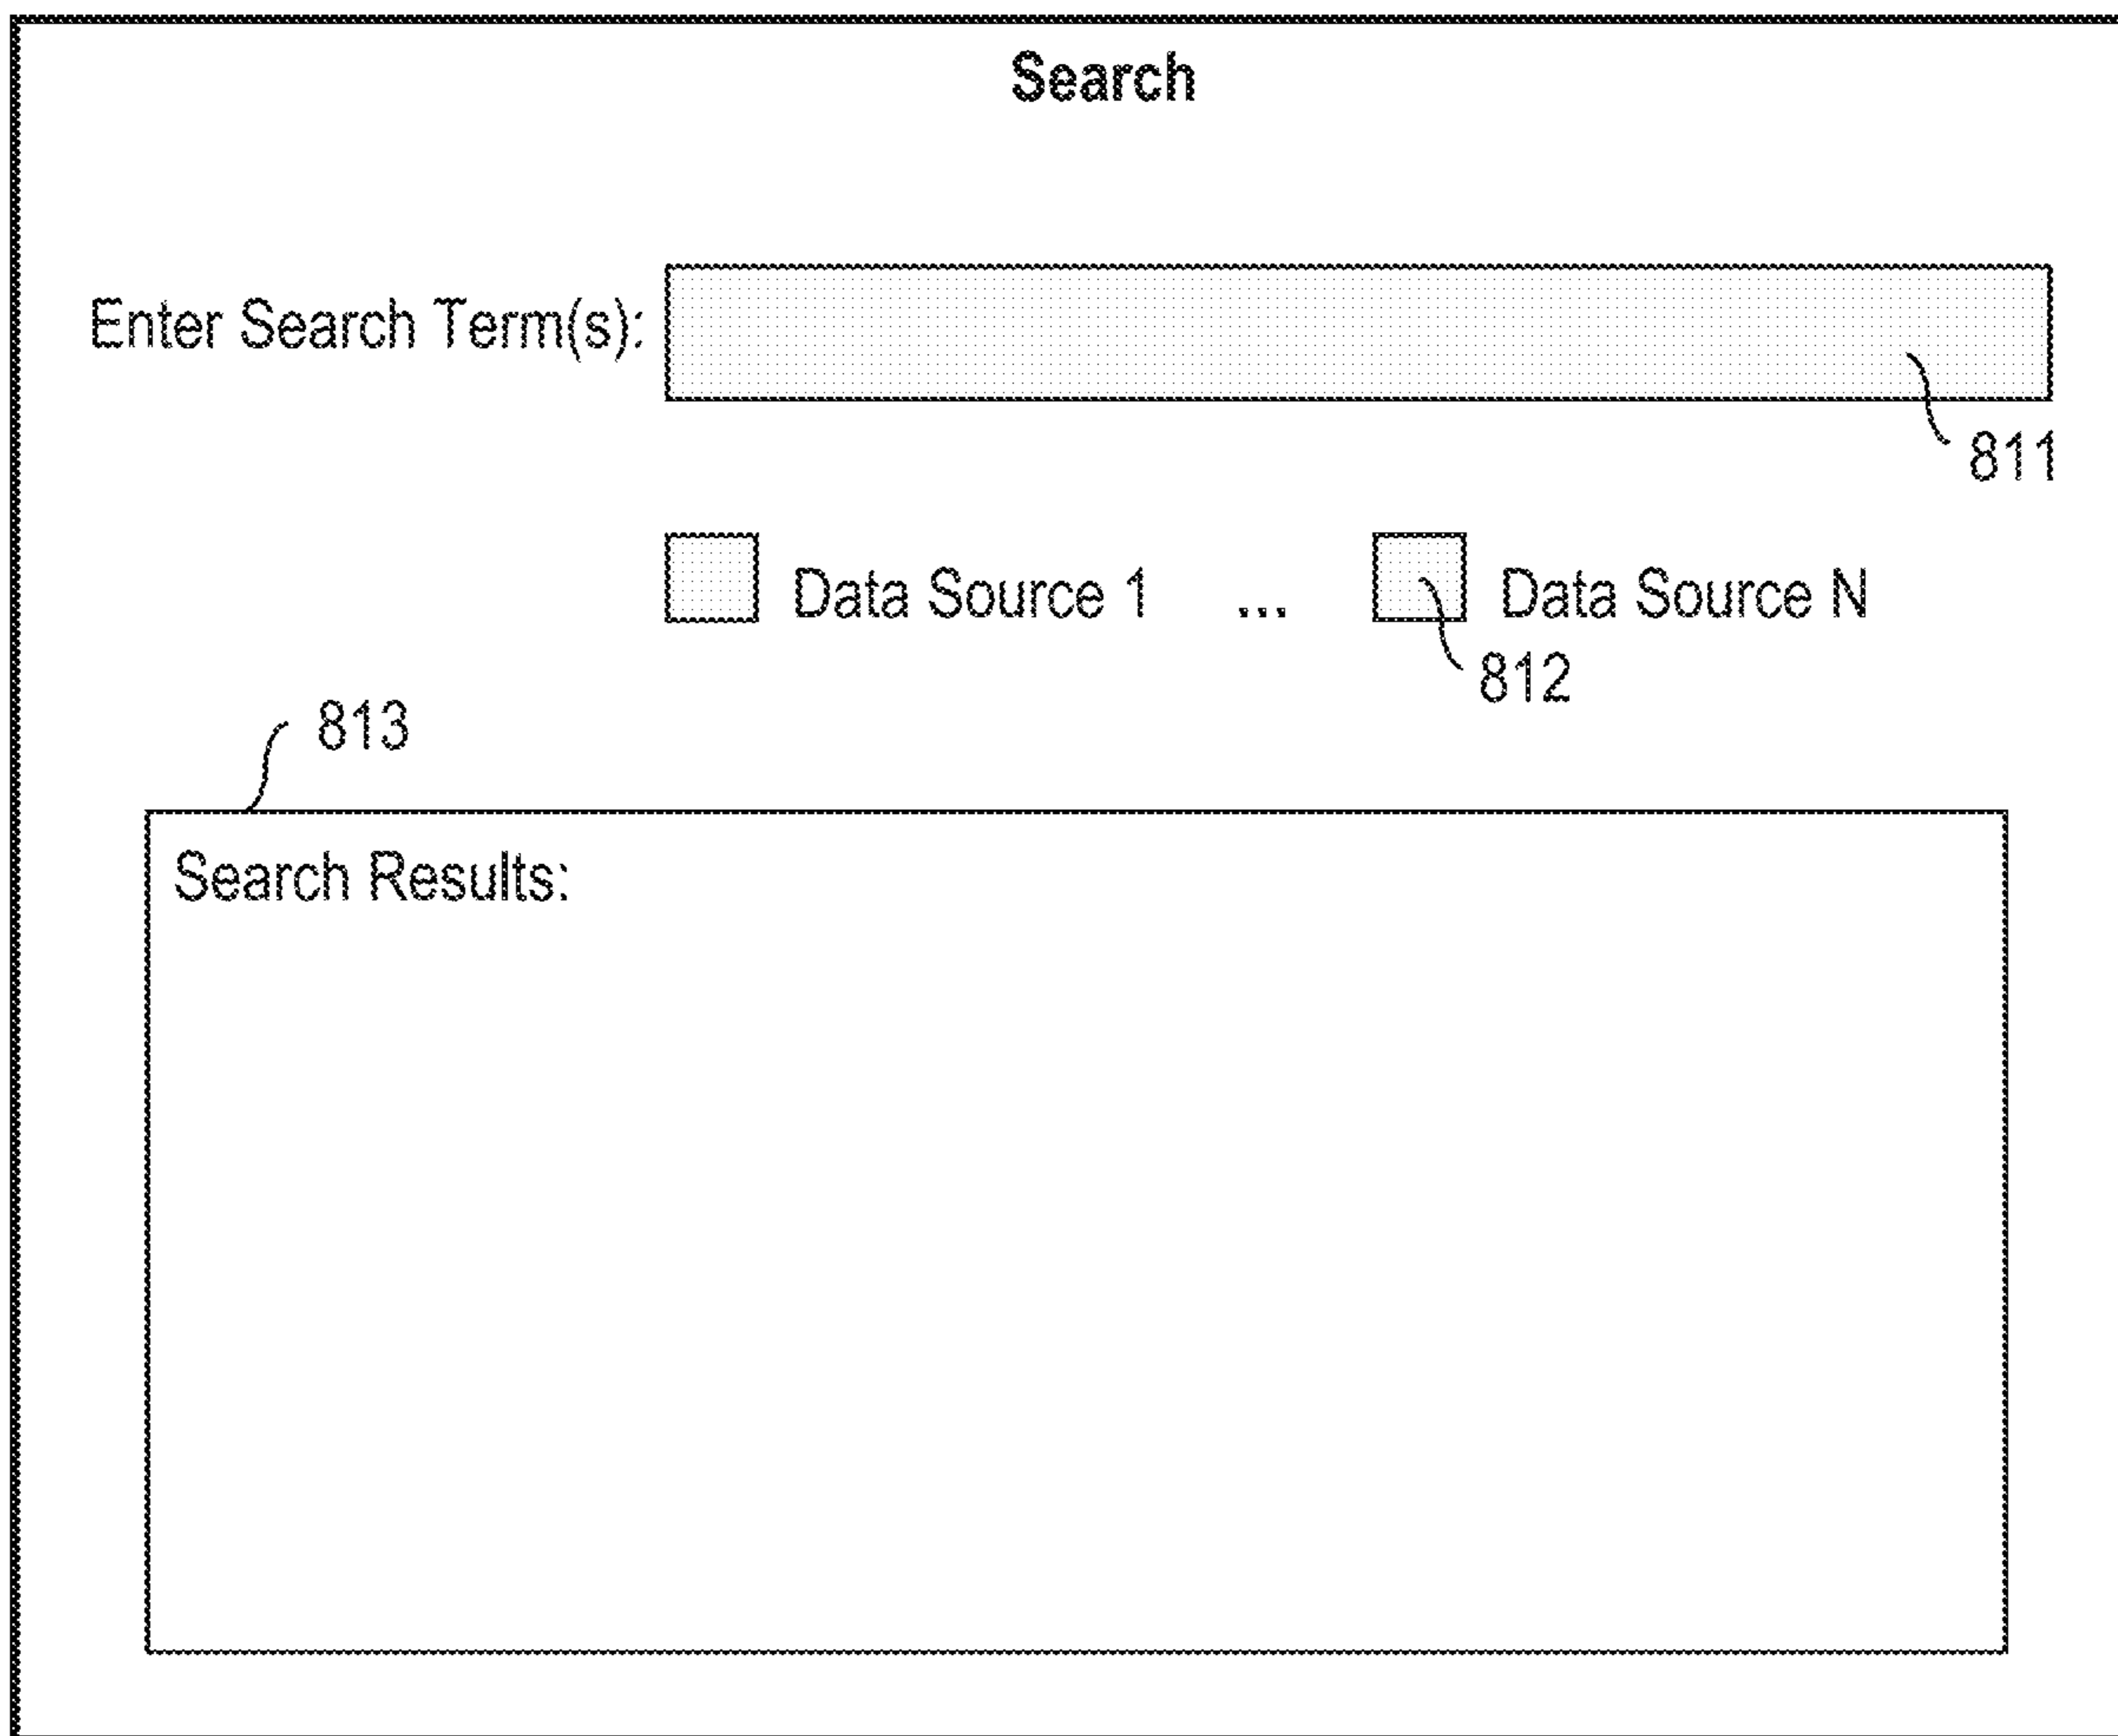 Search
Enter Search Term(s):
811
Data Source 1 ... Data Source N
812
813
Search Results: